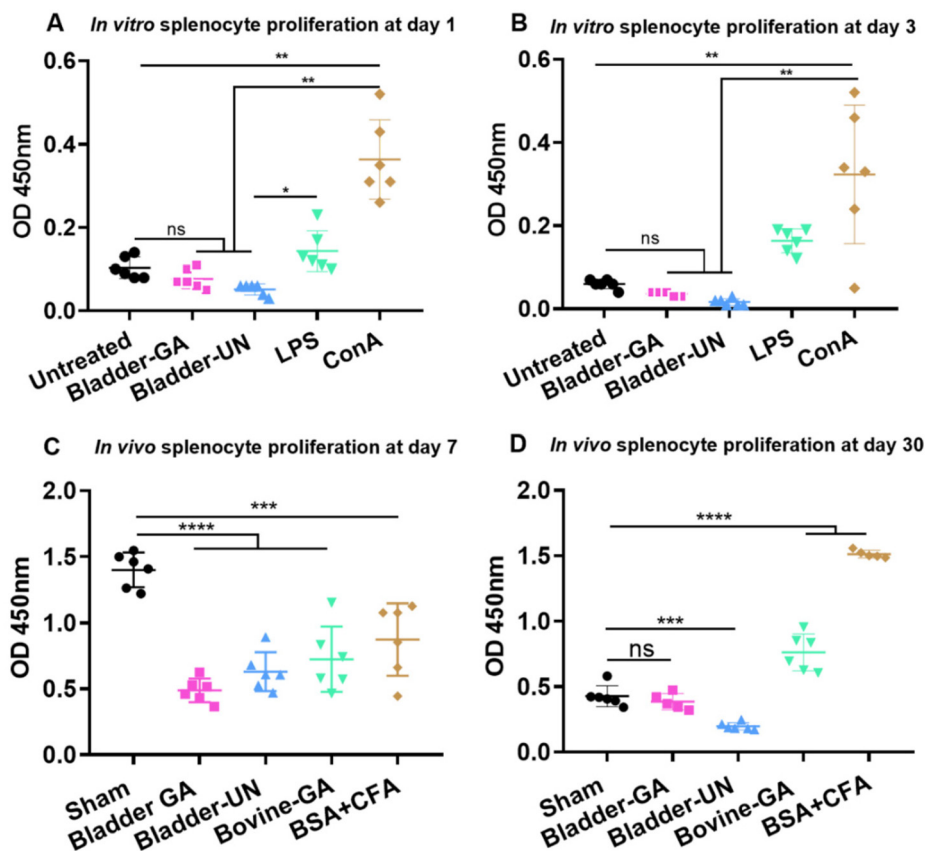 A In vitro splenocyte proliferation at day 1
**
**
*
ns
OD 450nm
0.6
0.4
0.2
0.0
Untreated
Bladder-GA
Bladder-UN
LPS
ConA
B In vitro splenocyte proliferation at day 3
**
**
ns
OD 450nm
0.6
0.4
0.2
0.0
Untreated
Bladder-GA
Bladder-UN
LPS
ConA
C In vivo splenocyte proliferation at day 7
***
****
OD 450nm
2.0
1.5
1.0
0.5
0.0
Sham
Bladder GA
Bladder-UN
Bovine-GA
BSA+CFA
D In vivo splenocyte proliferation at day 30
****
***
ns
OD 450nm
2.0
1.5
1.0
0.5
0.0
Sham
Bladder-GA
Bladder-UN
Bovine-GA
BSA+CFA